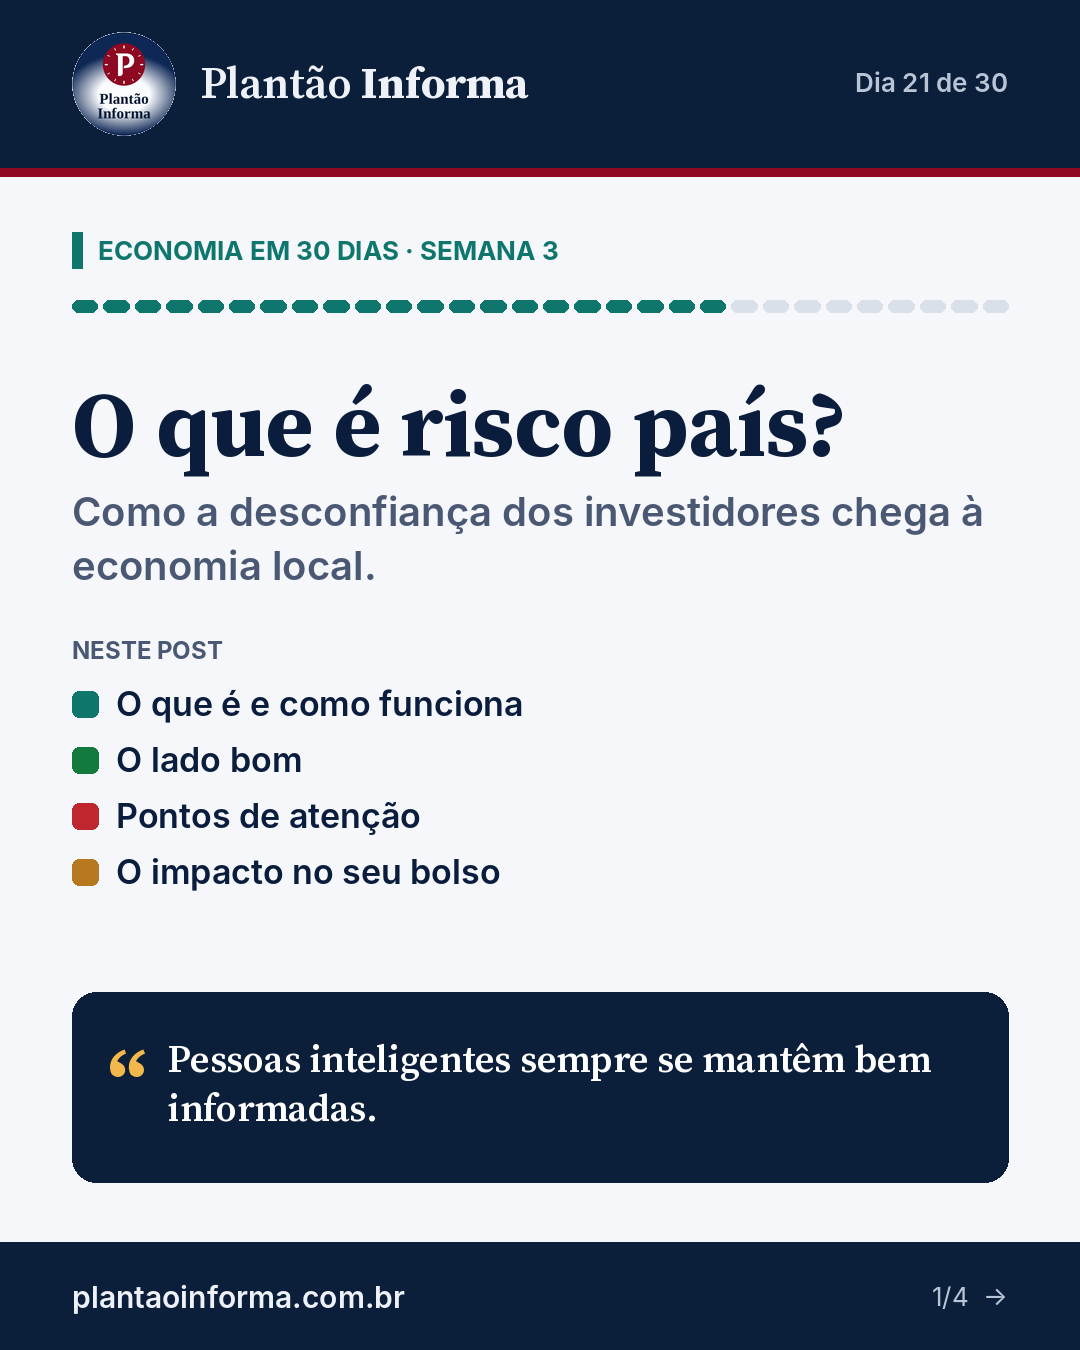 P
Plantão
Informa
Plantão Informa
Dia 21 de 30
ECONOMIA EM 30 DIAS · SEMANA 3
O que é risco país?
Como a desconfiança dos investidores chega à
economia local.
NESTE POST
O que é e como funciona
O lado bom
Pontos de atenção
O impacto no seu bolso
“ Pessoas inteligentes sempre se mantêm bem
informadas.
plantaoinforma.com.br
1/4 →